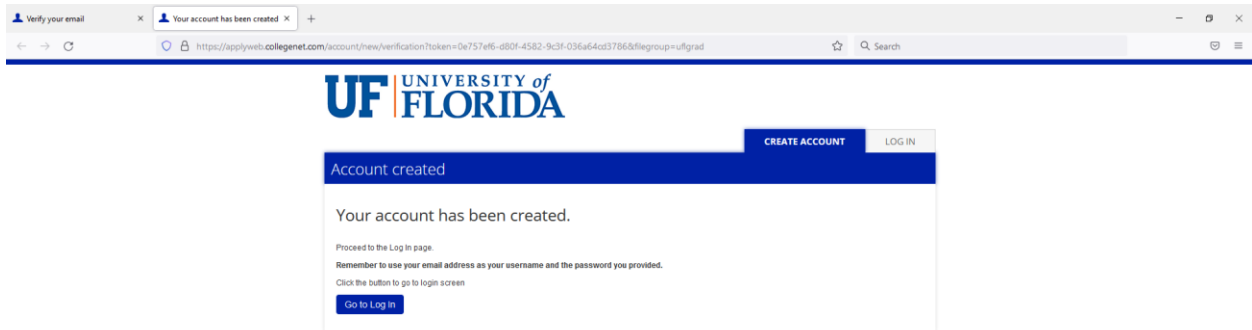 Verify your email
Your account has been created
https://applyweb.collegenet.com/account/new/verification?token=0e757ef6-d80f-4582-9c3f-036a64cd3786&filegroup=uflgrad
Search
UF UNIVERSITY of
FLORIDA
CREATE ACCOUNT
LOG IN
Account created
Your account has been created.
Proceed to the Log In page.
Remember to use your email address as your username and the password you provided.
Click the button to go to login screen
Go to Log In